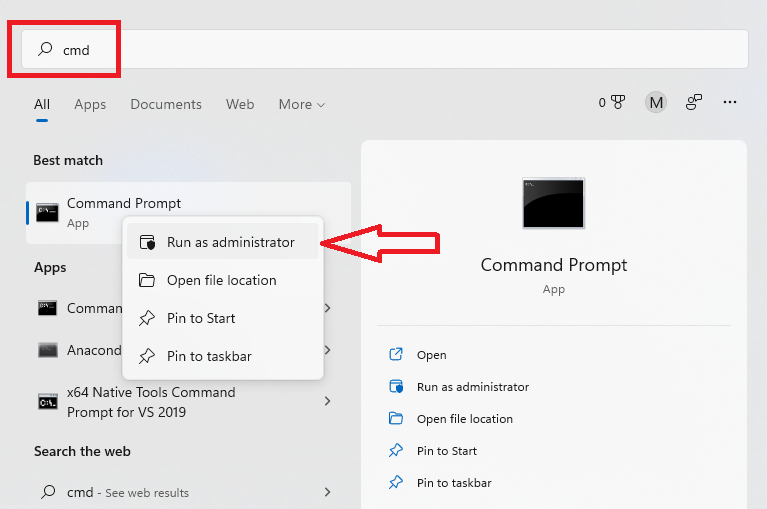 cmd
All Apps Documents Web More
0 M ...
Best match
Command Prompt
App
Run as administrator
Open file location
Pin to Start
Pin to taskbar
Apps
Comman
Anacond
x64 Native Tools Command
Prompt for VS 2019
Search the web
cmd - See web results
Command Prompt
App
Open
Run as administrator
Open file location
Pin to Start
Pin to taskbar